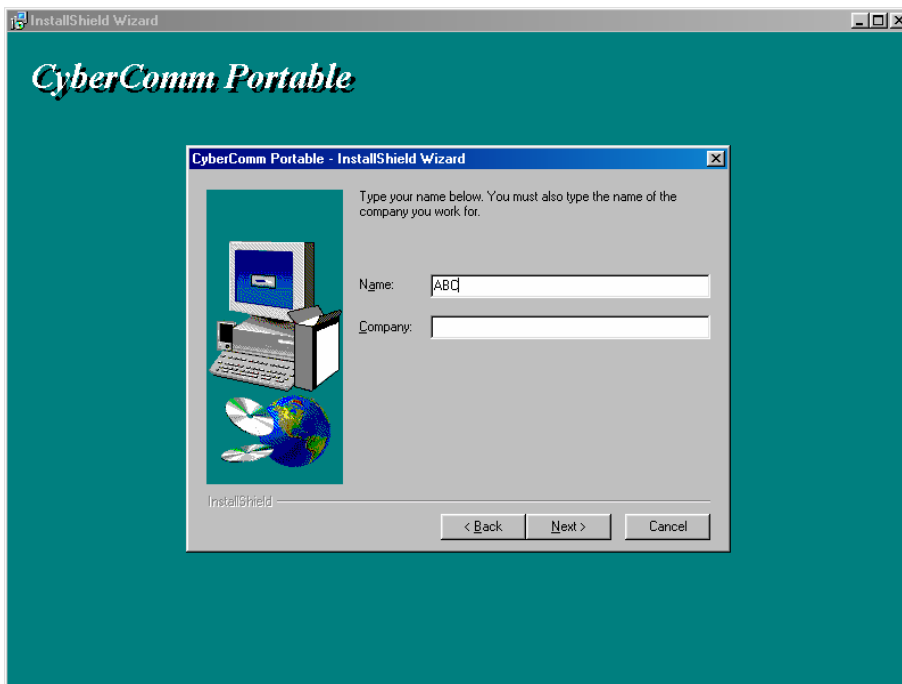 InstallShield Wizard
CyberComm Portable
CyberComm Portable - InstallShield Wizard
Type your name below. You must also type the name of the
company you work for.
Name: ABC
Company:
InstallShield
< Back Next > Cancel